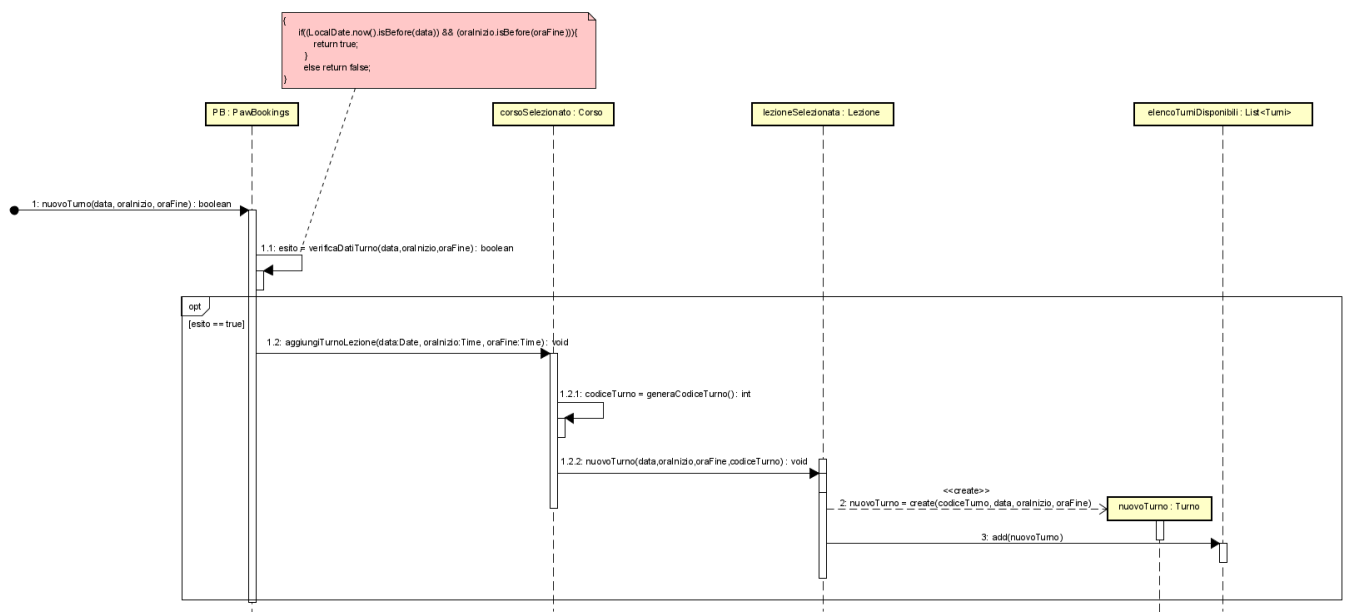 {
if((LocalDate.now().isBefore(data)) && (oraInizio.isBefore(oraFine))){
return true;
}
else return false;
}
PB : PawBookings
corsoSelezionato : Corso
lezioneSelezionata : Lezione
elencoTurniDisponibili : List<Turni>
1: nuovoTurno(data, oraInizio, oraFine) : boolean
1.1: esito = verificaDatiTurno(data,oraInizio,oraFine) : boolean
opt
[esito == true]
1.2: aggiungiTurnoLezione(data:Date, oraInizio:Time, oraFine:Time) : void
1.2.1: codiceTurno = generaCodiceTurno() : int
1.2.2: nuovoTurno(data,oraInizio,oraFine,codiceTurno) : void
<<create>>
2: nuovoTurno = create(codiceTurno, data, oraInizio, oraFine)
nuovoTurno : Turno
3: add(nuovoTurno)